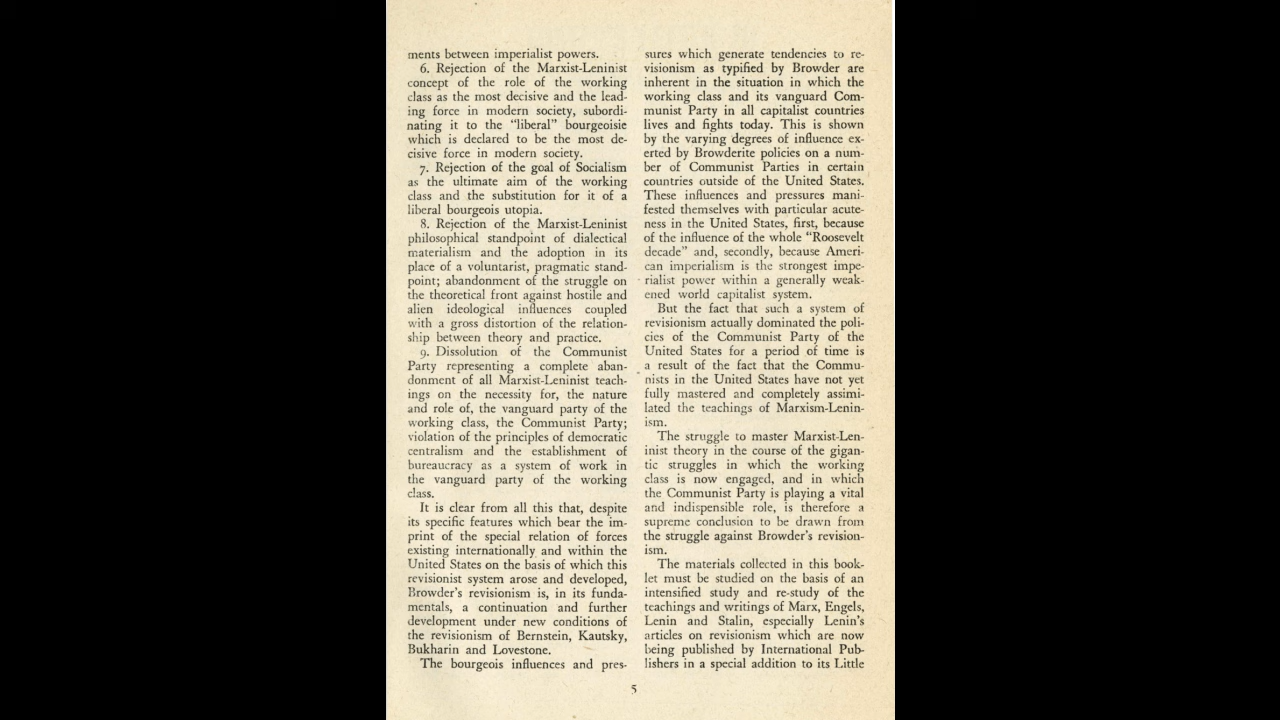 ments between imperialist powers.
6. Rejection of the Marxist-Leninist
concept of the role of the working
class as the most decisive and the lead-
ing force in modern society, subordi-
nating it to the “liberal” bourgeoisie
which is declared to be the most de-
cisive force in modern society.
7. Rejection of the goal of Socialism
as the ultimate aim of the working
class and the substitution for it of a
liberal bourgeois utopia.
8. Rejection of the Marxist-Leninist
philosophical standpoint of dialectical
materialism and the adoption in its
place of a voluntarist, pragmatic stand-
point; abandonment of the struggle on
the theoretical front against hostile and
alien ideological influences coupled
with a gross distortion of the relation-
ship between theory and practice.
9. Dissolution of the Communist
Party representing a complete aban-
donment of all Marxist-Leninist teach-
ings on the necessity for, the nature
and role of, the vanguard party of the
working class, the Communist Party;
violation of the principles of democratic
centralism and the establishment of
bureaucracy as a system of work in
the vanguard party of the working
class.
It is clear from all this that, despite
its specific features which bear the im-
print of the special relation of forces
existing internationally and within the
United States on the basis of which this
revisionist system arose and developed,
Browder's revisionism is, in its funda-
mentals, a continuation and further
development under new conditions of
the revisionism of Bernstein, Kautsky,
Bukharin and Lovestone.
The bourgeois influences and pres-
sures which generate tendencies to re-
visionism as typified by Browder are
inherent in the situation in which the
working class and its vanguard Com-
munist Party in all capitalist countries
lives and fights today. This is shown
by the varying degrees of influence ex-
erted by Browderite policies on a num-
ber of Communist Parties in certain
countries outside of the United States.
These influences and pressures mani-
fested themselves with particular acute-
ness in the United States, first, because
of the influence of the whole “Roosevelt
decade” and, secondly, because Ameri-
can imperialism is the strongest impe-
rialist power within a generally weak-
ened world capitalist system.
But the fact that such a system of
revisionism actually dominated the poli-
cies of the Communist Party of the
United States for a period of time is
a result of the fact that the Commu-
nists in the United States have not yet
fully mastered and completely assimi-
lated the teachings of Marxism-Lenin-
ism.
The struggle to master Marxist-Len-
inist theory in the course of the gigan-
tic struggles in which the working
class is now engaged, and in which
the Communist Party is playing a vital
and indispensible role, is therefore a
supreme conclusion to be drawn from
the struggle against Browder's revision-
ism.
The materials collected in this book-
let must be studied on the basis of an
intensified study and re-study of the
teachings and writings of Marx, Engels,
Lenin and Stalin, especially Lenin's
articles on revisionism which are now
being published by International Pub-
lishers in a special addition to its Little
5